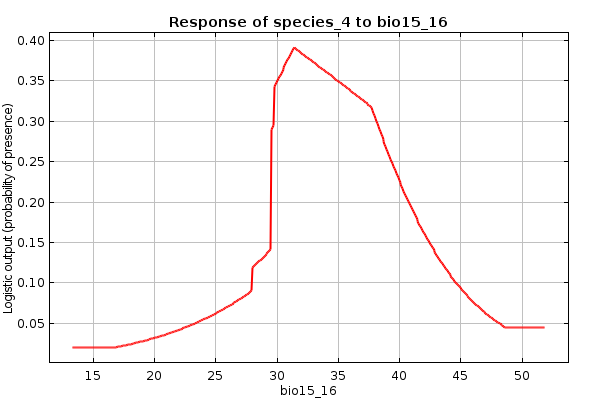 Response of species_4 to bio15_16
Logistic output (probability of presence)
0.40
0.35
0.30
0.25
0.20
0.15
0.10
0.05
15 20 25 30 35 40 45 50
bio15_16